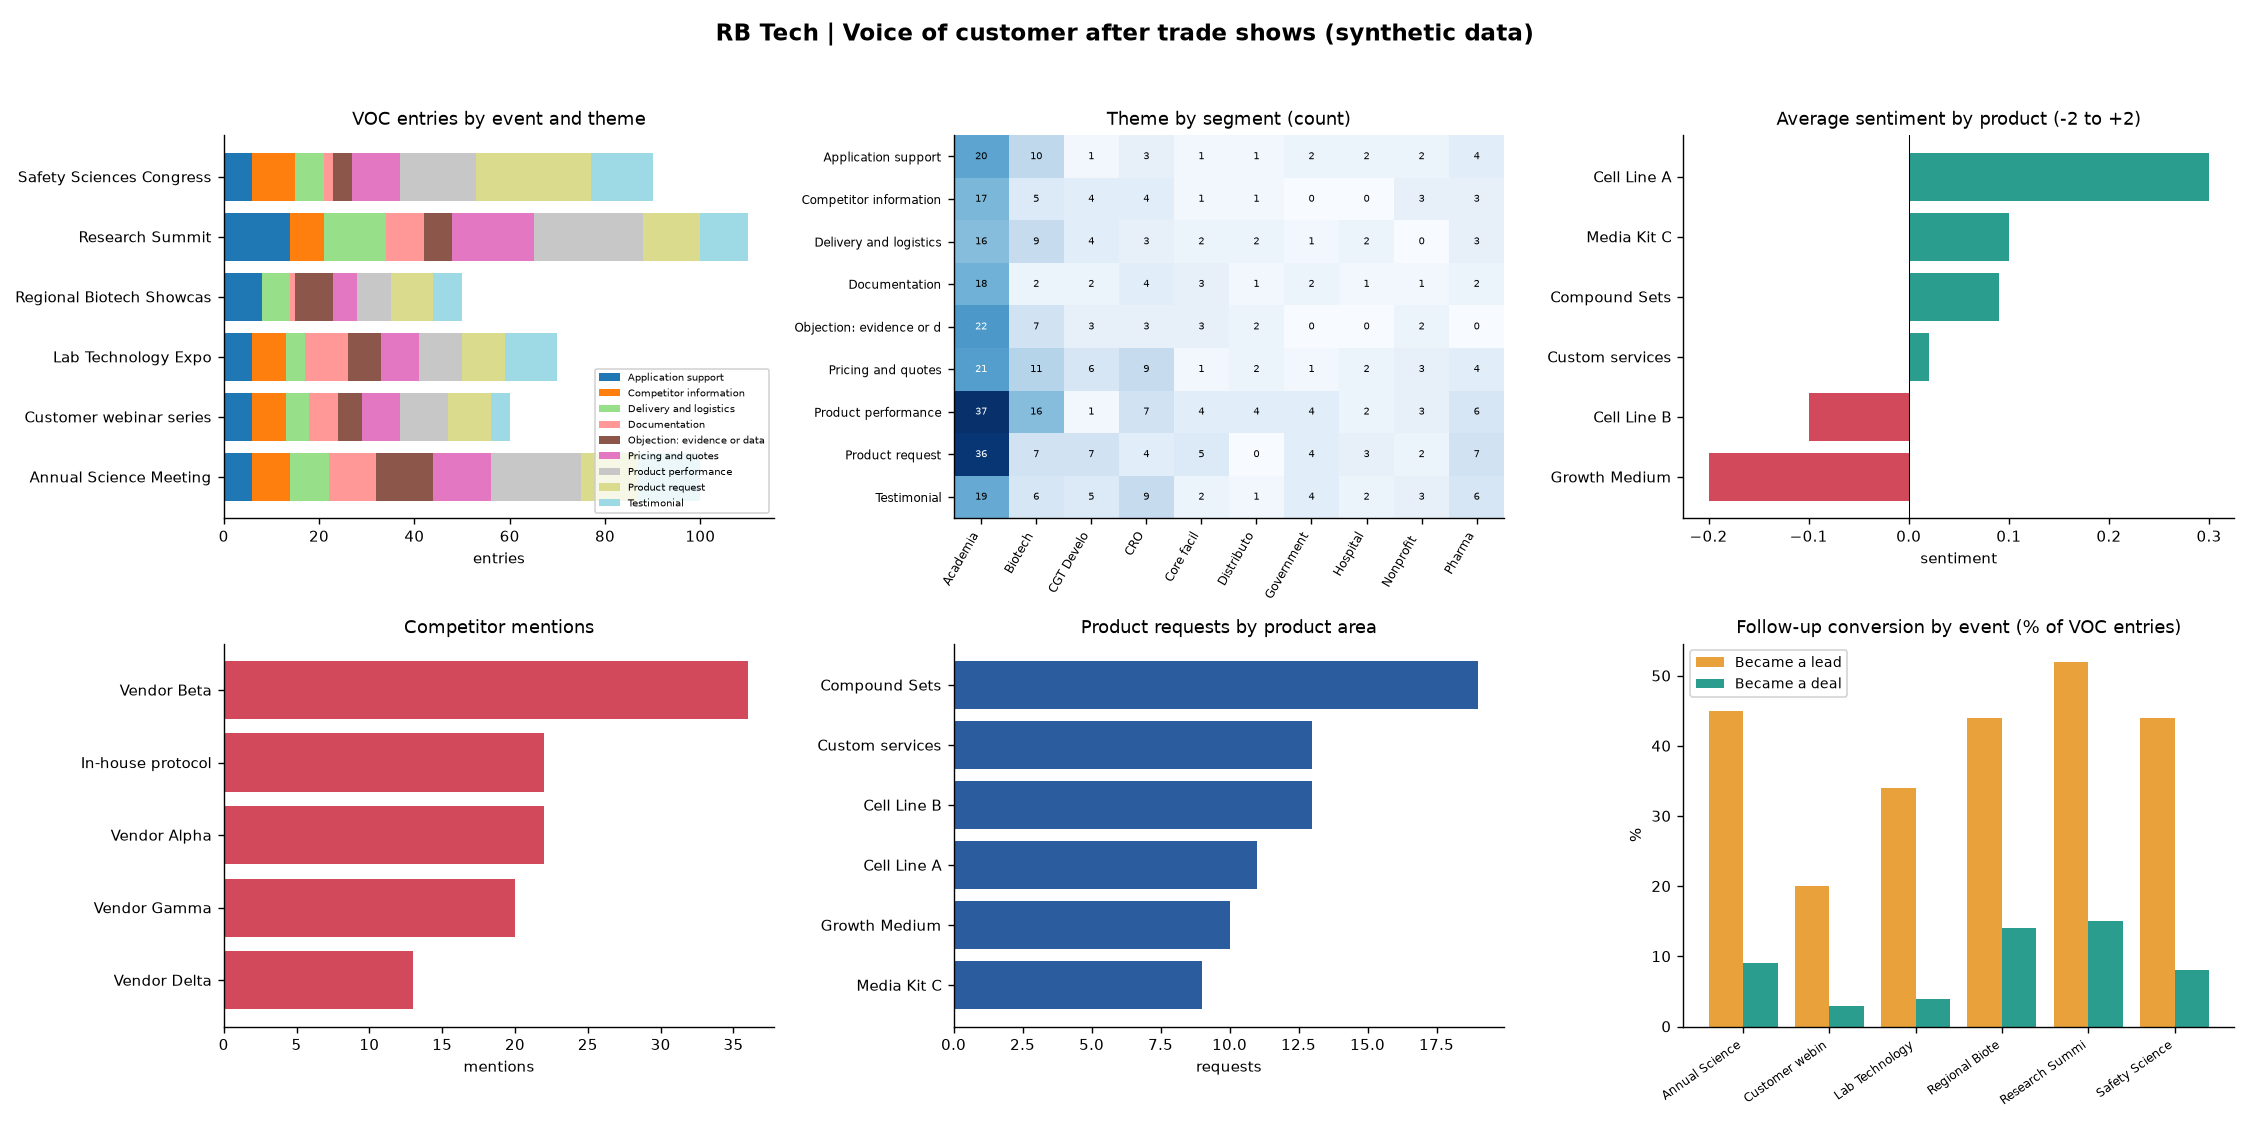 RB Tech | Voice of customer after trade shows (synthetic data)
VOC entries by event and theme
Safety Sciences Congress
Research Summit
Regional Biotech Showcas
Lab Technology Expo
Customer webinar series
Annual Science Meeting
Application support
Competitor information
Delivery and logistics
Documentation
Objection: evidence or data
Pricing and quotes
Product performance
Product request
Testimonial
0 20 40 60 80 100
entries
Theme by segment (count)
Application support 20 10 1 3 1 1 2 2 2 4
Competitor information 17 5 4 4 1 1 0 0 3 3
Delivery and logistics 16 9 4 3 2 2 1 2 0 3
Documentation 18 2 2 4 3 1 2 1 1 2
Objection: evidence or d 22 7 3 3 3 2 0 0 2 0
Pricing and quotes 21 11 6 9 1 2 1 2 3 4
Product performance 37 16 1 7 4 4 4 2 3 6
Product request 36 7 7 4 5 0 4 3 2 7
Testimonial 19 6 5 9 2 1 4 2 3 6
Academia Biotech CGT Develo CRO Core facil Distributo Government Hospital Nonprofit Pharma
Average sentiment by product (-2 to +2)
Cell Line A
Media Kit C
Compound Sets
Custom services
Cell Line B
Growth Medium
−0.2 −0.1 0.0 0.1 0.2 0.3
sentiment
Competitor mentions
Vendor Beta
In-house protocol
Vendor Alpha
Vendor Gamma
Vendor Delta
0 5 10 15 20 25 30 35
mentions
Product requests by product area
Compound Sets
Custom services
Cell Line B
Cell Line A
Growth Medium
Media Kit C
0.0 2.5 5.0 7.5 10.0 12.5 15.0 17.5
requests
Follow-up conversion by event (% of VOC entries)
Became a lead
Became a deal
50
40
30
20
10
0
%
Annual Science Customer webin Lab Technology Regional Biote Research Summi Safety Science